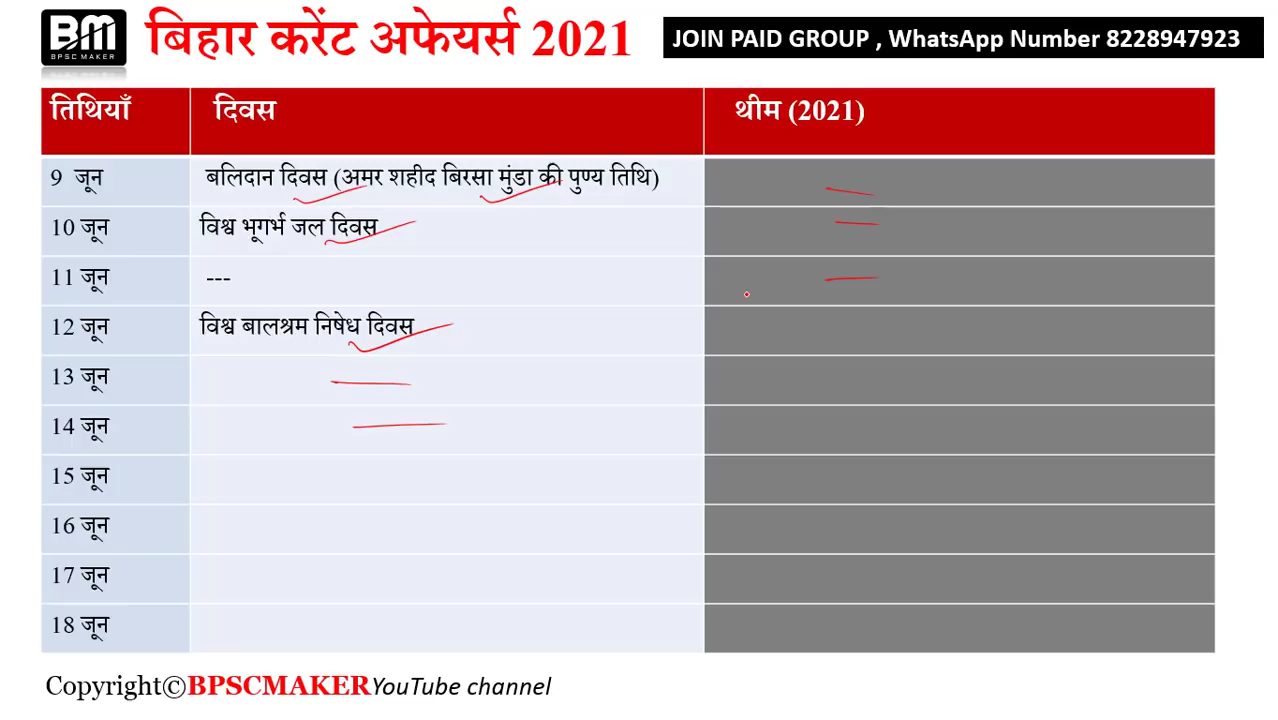 BM
BPSC MAKER
बिहार करेंट अफेयर्स 2021
JOIN PAID GROUP , WhatsApp Number 8228947923
तिथियाँ दिवस थीम (2021)
9 जून बलिदान दिवस (अमर शहीद बिरसा मुंडा की पुण्य तिथि)
10 जून विश्व भूगर्भ जल दिवस
11 जून ---
12 जून विश्व बालश्रम निषेध दिवस
13 जून
14 जून
15 जून
16 जून
17 जून
18 जून
Copyright©BPSCMAKERYouTube channel